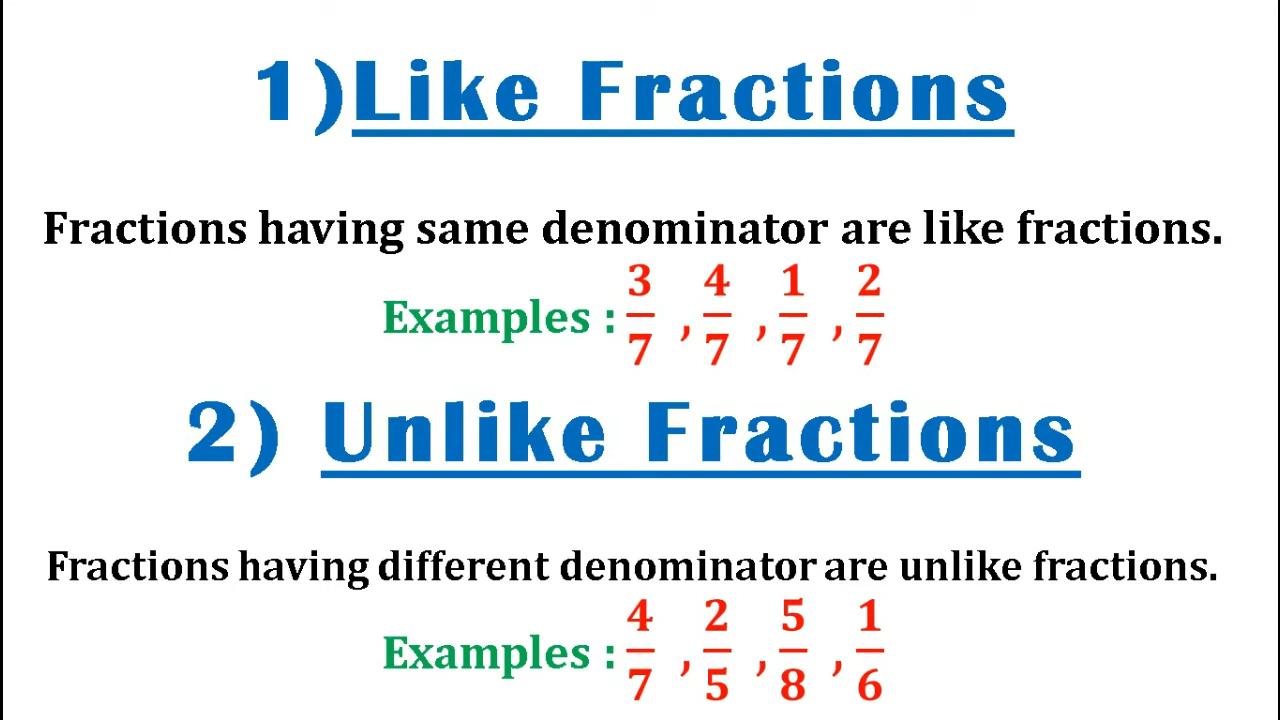 1)Like Fractions
Fractions having same denominator are like fractions.
Examples : 3/7 , 4/7 , 1/7 , 2/7
2) Unlike Fractions
Fractions having different denominator are unlike fractions.
Examples : 4/7 , 2/5 , 5/8 , 1/6